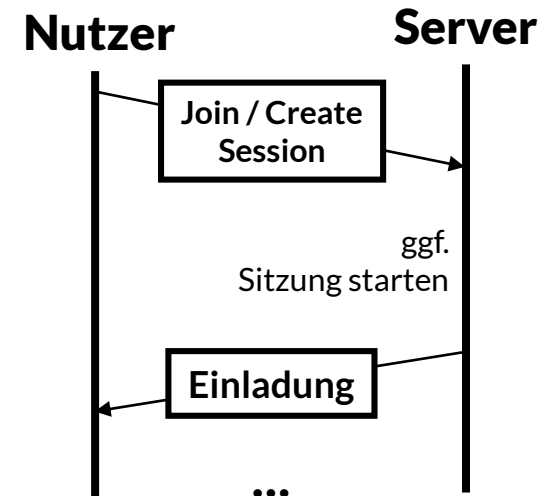 Nutzer
Server
Join / Create
Session
ggf.
Sitzung starten
Einladung
...